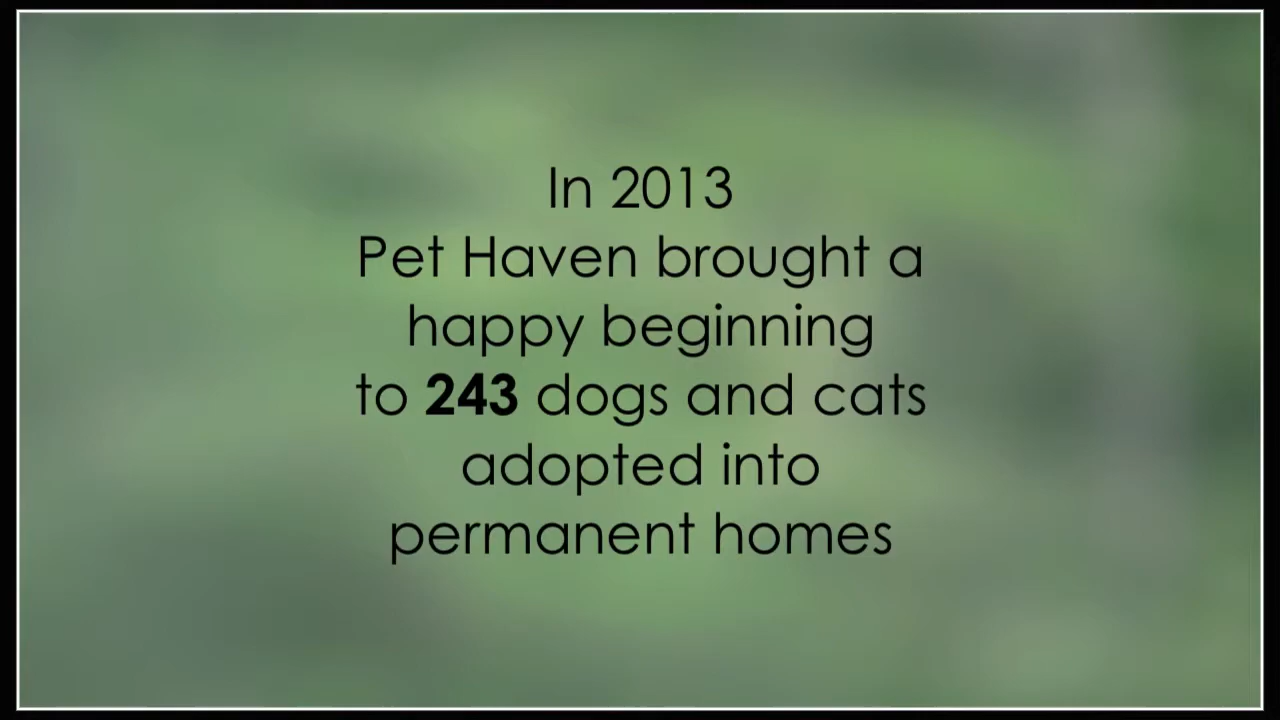 In 2013
Pet Haven brought a
happy beginning
to 243 dogs and cats
adopted into
permanent homes